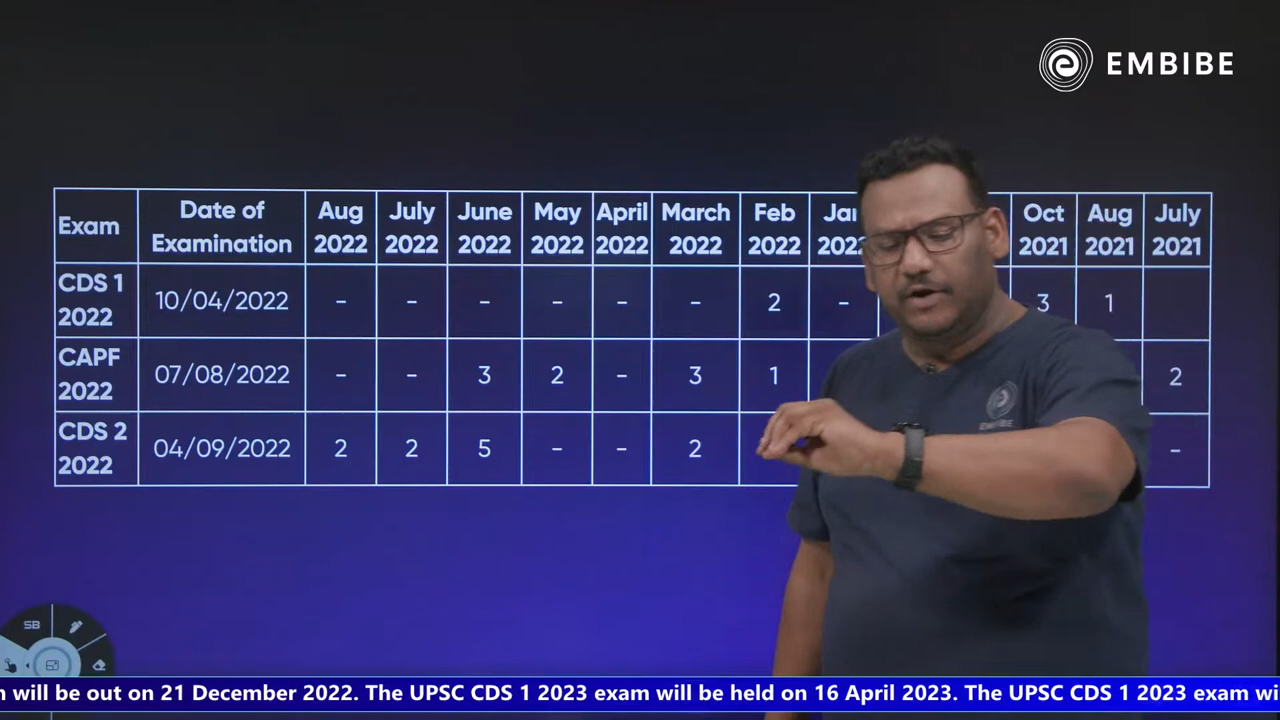 EMBIBE
Exam Date of Examination Aug 2022 July 2022 June 2022 May 2022 April 2022 March 2022 Feb 2022 Jan 2022 Oct 2021 Aug 2021 July 2021
CDS 1 2022 10/04/2022 - - - - - - 2 - 3 1
CAPF 2022 07/08/2022 - - 3 2 - 3 1 2
CDS 2 2022 04/09/2022 2 2 5 - - 2 -
EMBIBE
SB
will be out on 21 December 2022. The UPSC CDS 1 2023 exam will be held on 16 April 2023. The UPSC CDS 1 2023 exam